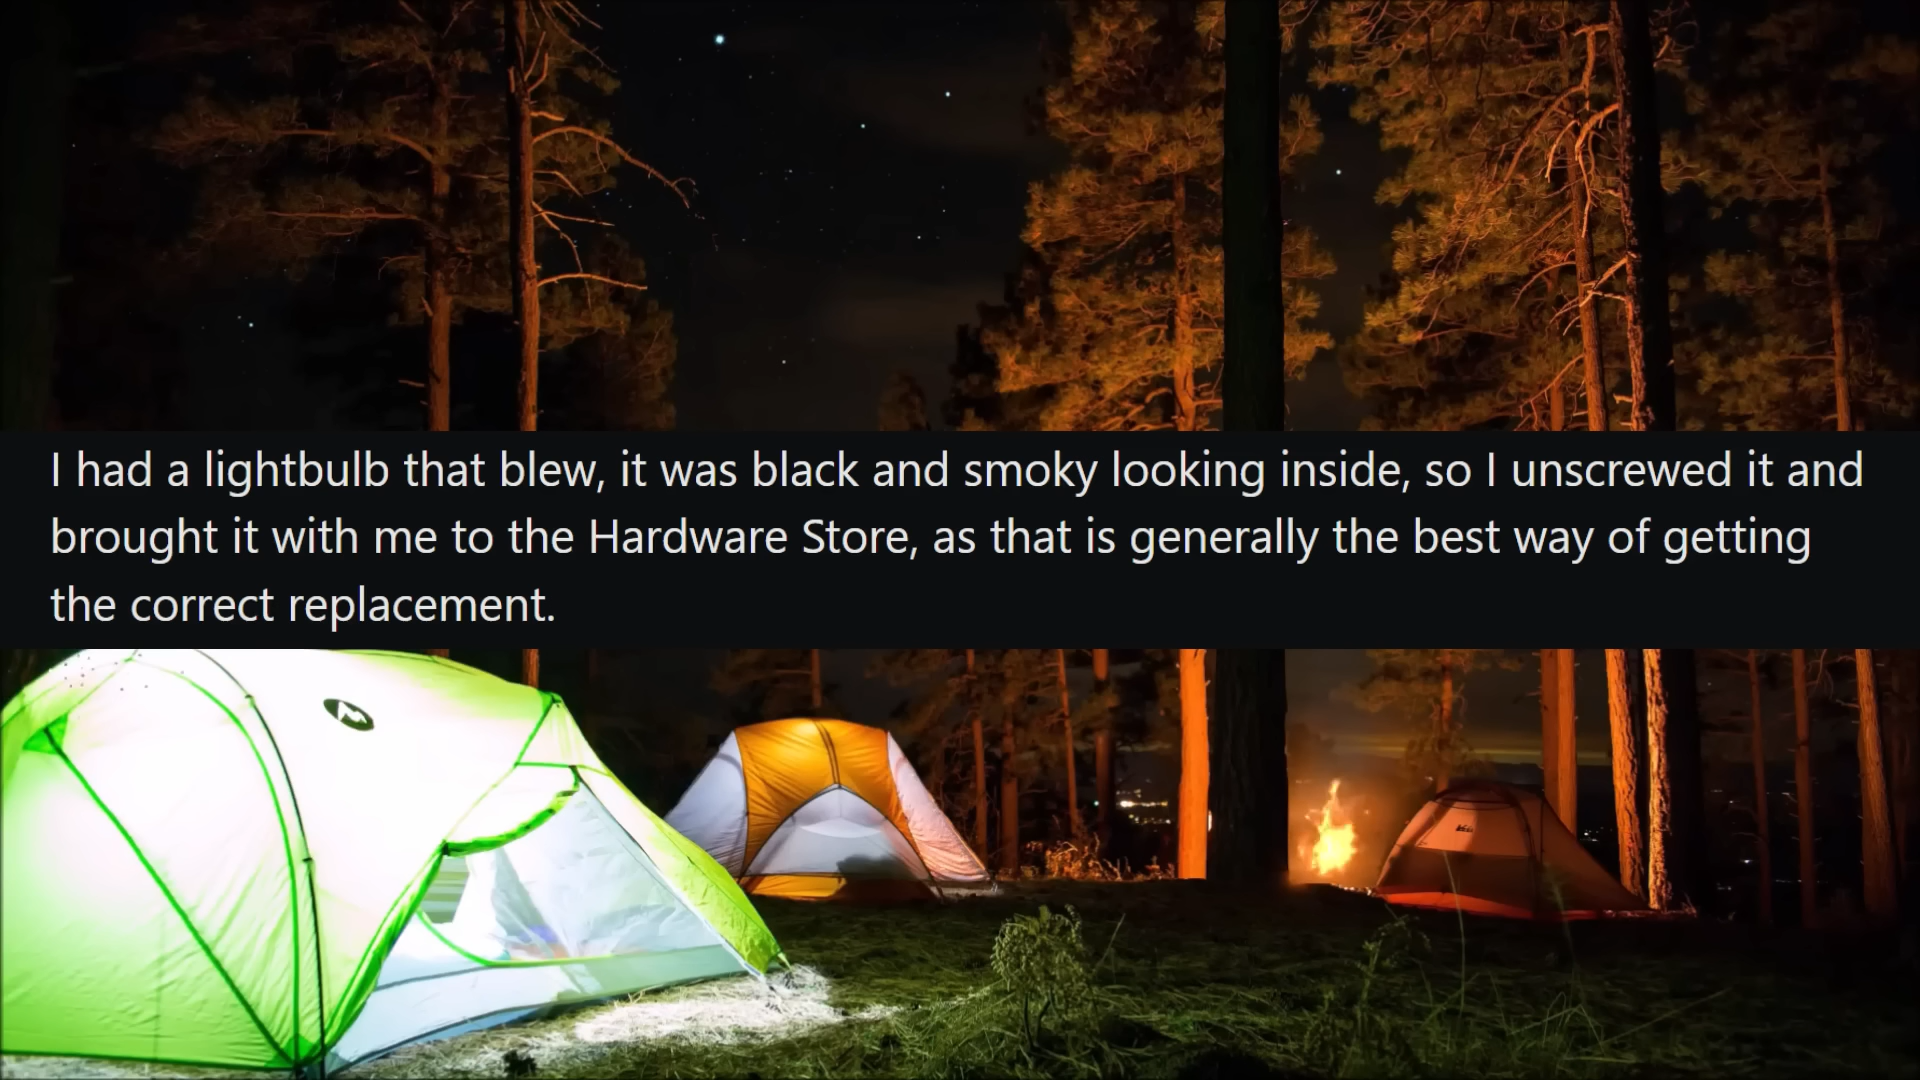 I had a lightbulb that blew, it was black and smoky looking inside, so I unscrewed it and
brought it with me to the Hardware Store, as that is generally the best way of getting
the correct replacement.